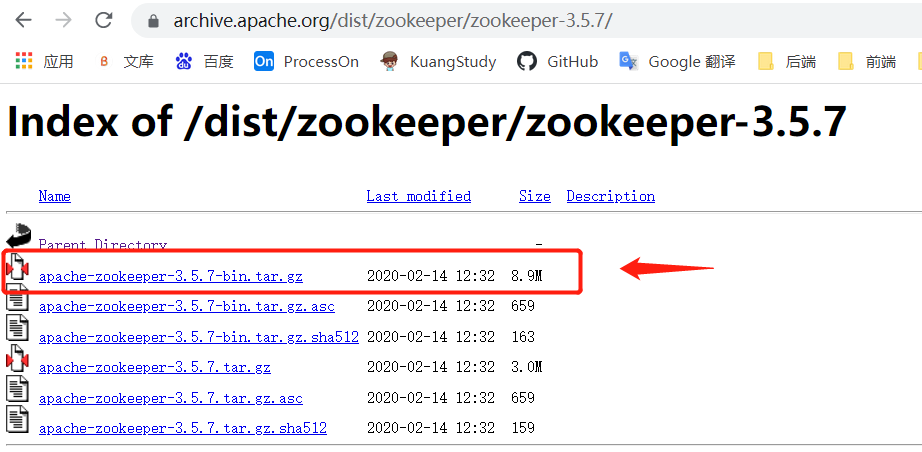 archive.apache.org/dist/zookeeper/zookeeper-3.5.7/
应用 文库 百度 On ProcessOn KuangStudy GitHub Google 翻译 后端 前端
Index of /dist/zookeeper/zookeeper-3.5.7
Name Last modified Size Description
Parent Directory -
apache-zookeeper-3.5.7-bin.tar.gz 2020-02-14 12:32 8.9M
apache-zookeeper-3.5.7-bin.tar.gz.asc 2020-02-14 12:32 659
apache-zookeeper-3.5.7-bin.tar.gz.sha512 2020-02-14 12:32 163
apache-zookeeper-3.5.7.tar.gz 2020-02-14 12:32 3.0M
apache-zookeeper-3.5.7.tar.gz.asc 2020-02-14 12:32 659
apache-zookeeper-3.5.7.tar.gz.sha512 2020-02-14 12:32 159